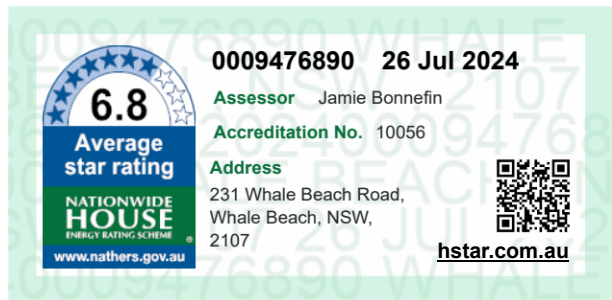 0009476890 26 Jul 2024
6.8
Average
star rating
NATIONWIDE
HOUSE
ENERGY RATING SCHEME ®
www.nathers.gov.au
Assessor Jamie Bonnefin
Accreditation No. 10056
Address
231 Whale Beach Road,
Whale Beach, NSW,
2107
hstar.com.au